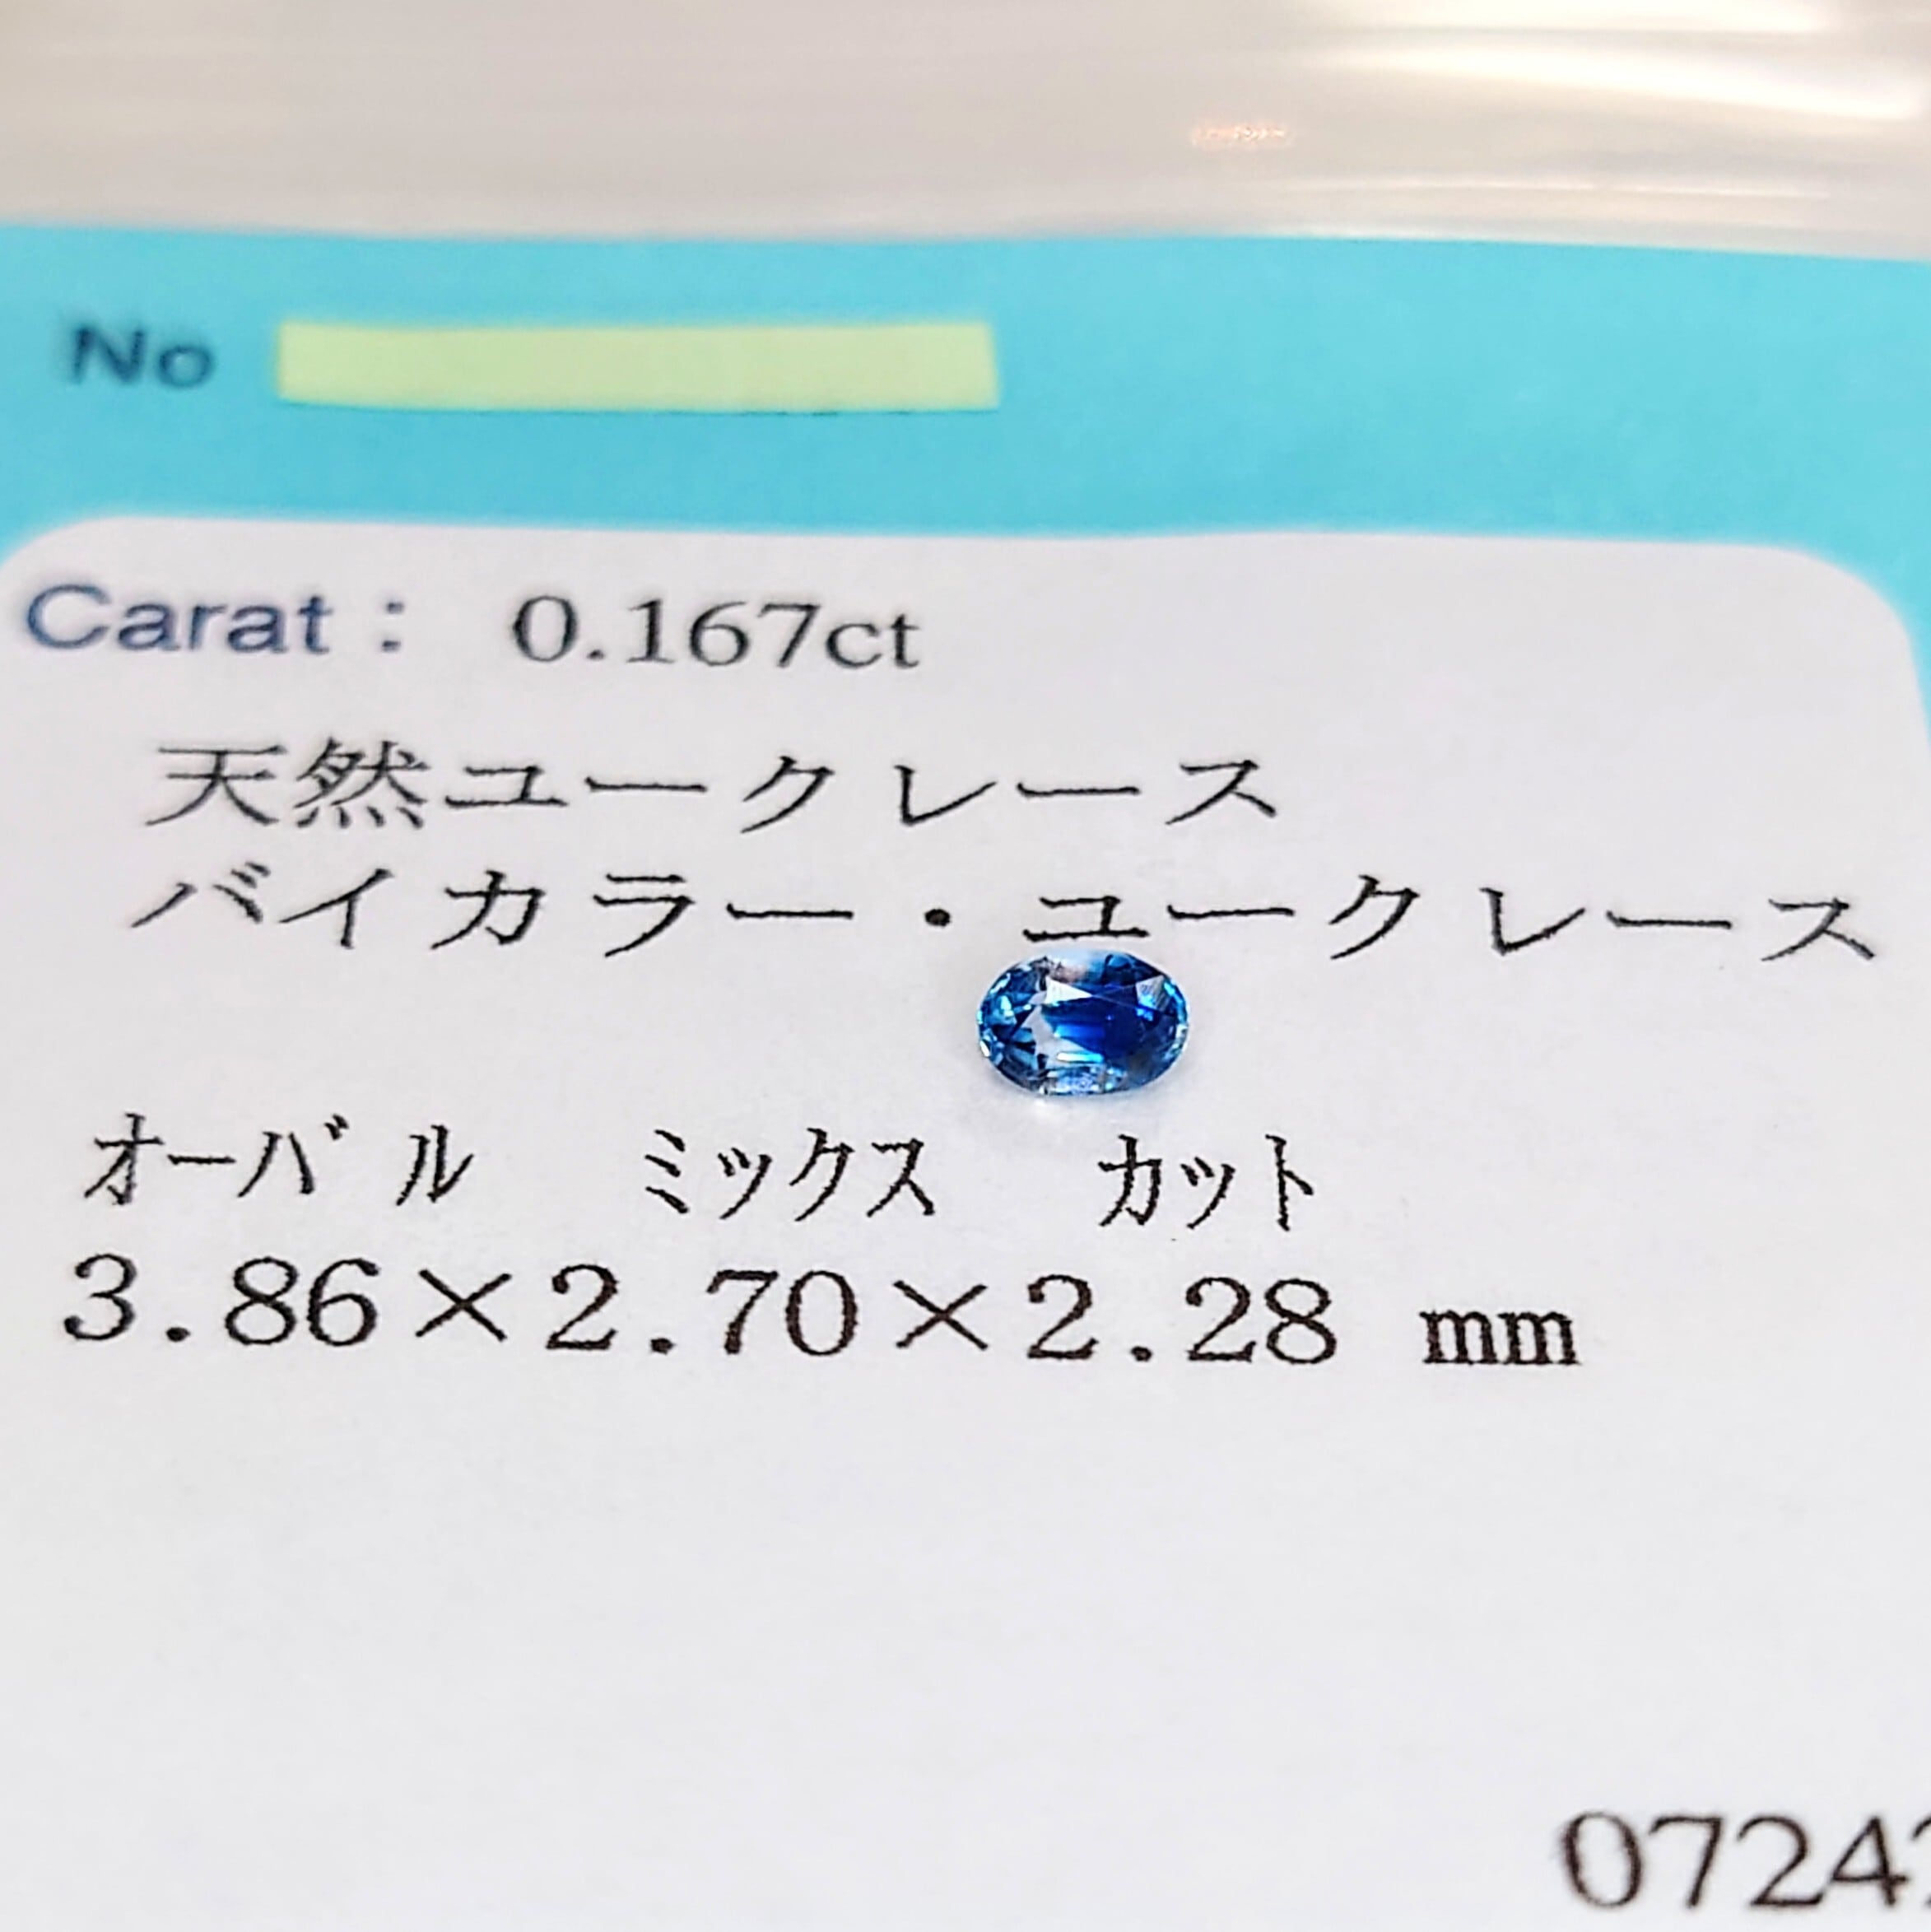 No
Carat : 0.167ct
天然ユークレース
バイカラー・ユークレース
オーバル ミックス カット
3.86×2.70×2.28 mm
0724